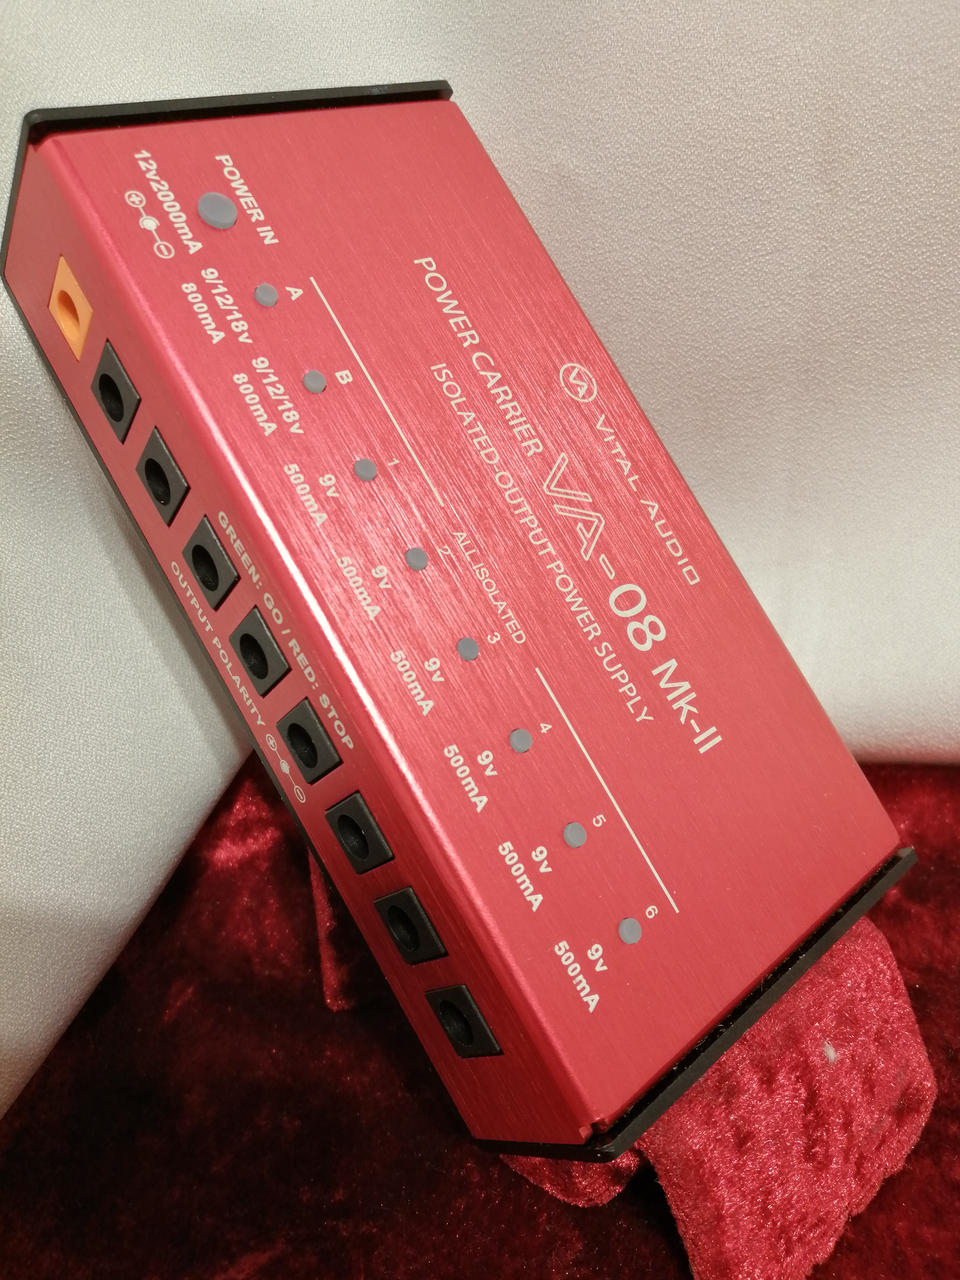 VITAL AUDIO
POWER CARRIER VA-08 Mk-II
ISOLATED-OUTPUT POWER SUPPLY
ALL ISOLATED
POWER IN
12v2000mA
A
9/12/18v
800mA
B
9/12/18v
800mA
1
9v
500mA
2
9v
500mA
3
9v
500mA
4
9v
500mA
5
9v
500mA
6
9v
500mA
GREEN: GO / RED: STOP
OUTPUT POLARITY